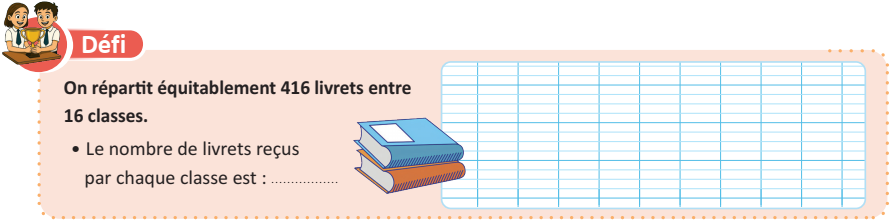 Défi
On répartit équitablement 416 livrets entre
16 classes.
• Le nombre de livrets reçus
par chaque classe est : .................